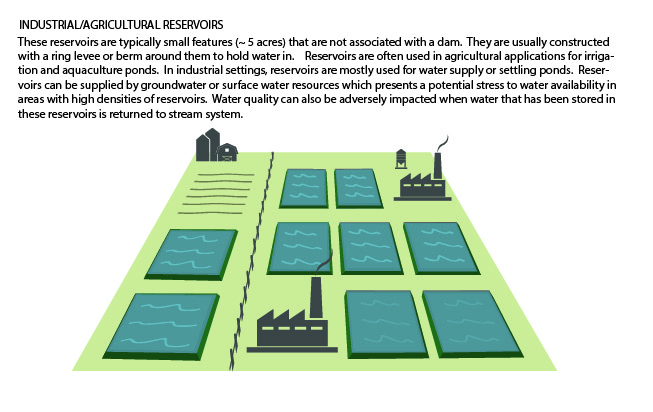 INDUSTRIAL/AGRICULTURAL RESERVOIRS
These reservoirs are typically small features (~ 5 acres) that are not associated with a dam. They are usually constructed
with a ring levee or berm around them to hold water in. Reservoirs are often used in agricultural applications for irriga-
tion and aquaculture ponds. In industrial settings, reservoirs are mostly used for water supply or settling ponds. Reser-
voirs can be supplied by groundwater or surface water resources which presents a potential stress to water availability in
areas with high densities of reservoirs. Water quality can also be adversely impacted when water that has been stored in
these reservoirs is returned to stream system.